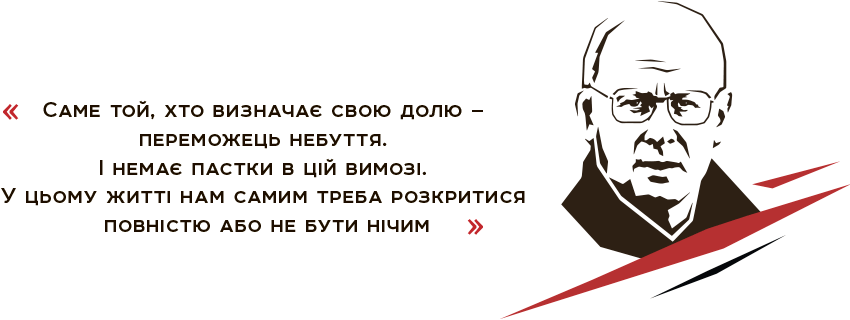 « Саме той, хто визначає свою долю –
переможець небуття.
І немає пастки в цій вимозі.
У цьому житті нам самим треба розкритися
повністю або не бути нічим »